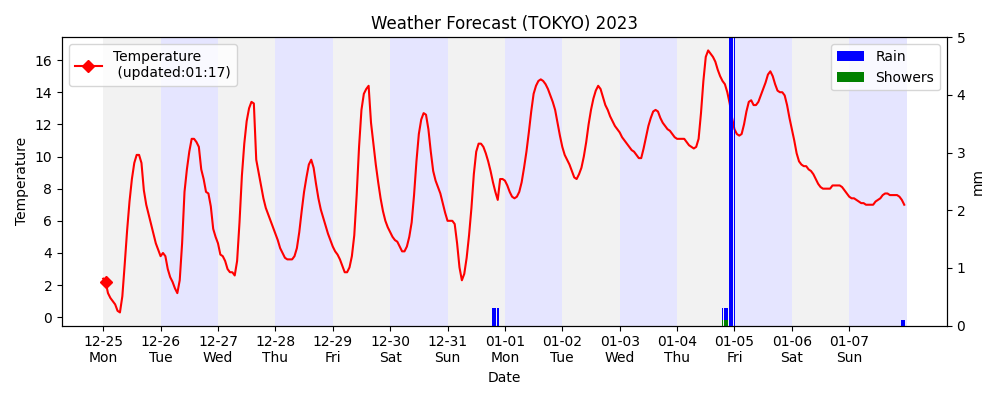 Weather Forecast (TOKYO) 2023
Temperature
(updated:01:17)
Rain
Showers
Temperature
16
14
12
10
8
6
4
2
0
5
4
3
2
1
0
mm
12-25 12-26 12-27 12-28 12-29 12-30 12-31 01-01 01-02 01-03 01-04 01-05 01-06 01-07
Mon Tue Wed Thu Fri Sat Sun Mon Tue Wed Thu Fri Sat Sun
Date